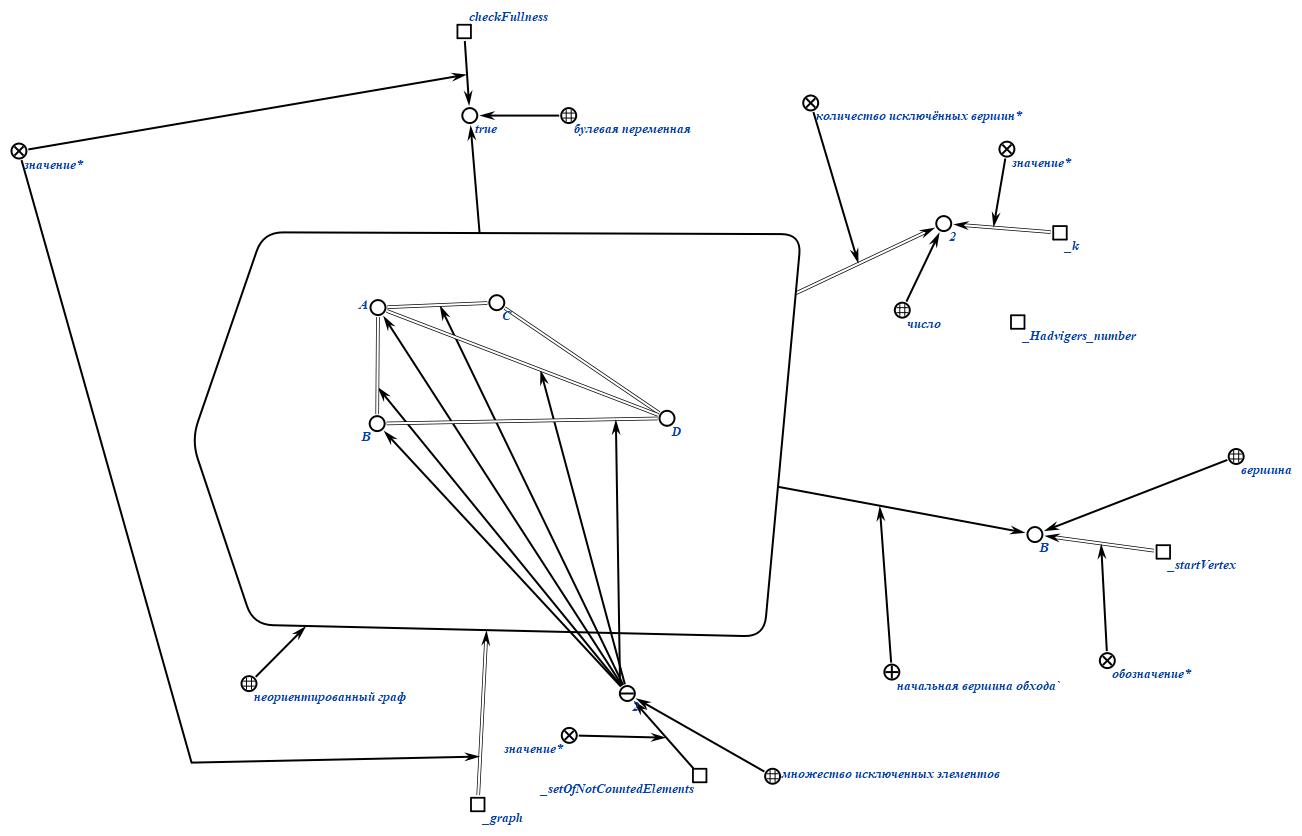 checkFullness
количество исключённых вершин*
true
булевая переменная
значение*
значение*
2
_k
A
C
число
_Hadvigers_number
B
D
вершина
B
_startVertex
обозначение*
начальная вершина обхода`
неориентированный граф
значение*
множество исключенных элементов
_setOfNotCountedElements
_graph